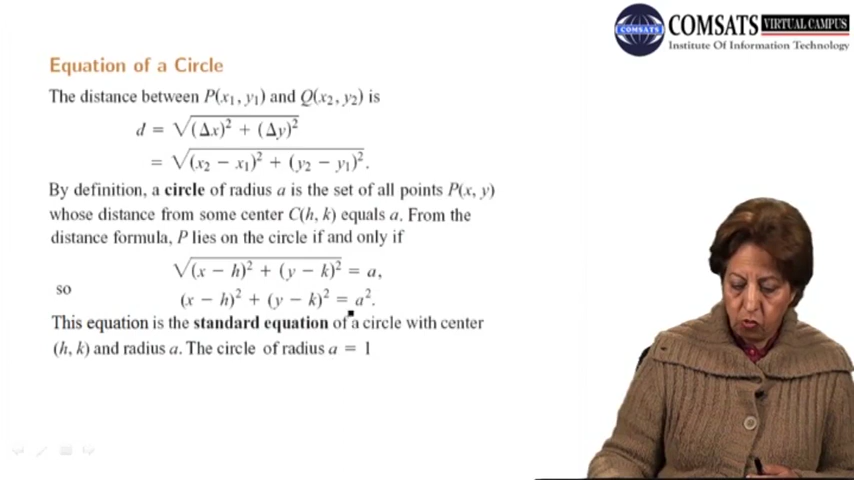 COMSATS VIRTUAL CAMPUS
Institute Of Information Technology
Equation of a Circle
The distance between P(x₁, y₁) and Q(x₂, y₂) is
d = √(Δx)² + (Δy)²
= √(x₂ − x₁)² + (y₂ − y₁)².
By definition, a circle of radius a is the set of all points P(x, y)
whose distance from some center C(h, k) equals a. From the
distance formula, P lies on the circle if and only if
√(x − h)² + (y − k)² = a,
so
(x − h)² + (y − k)² = a².
This equation is the standard equation of a circle with center
(h, k) and radius a. The circle of radius a = 1